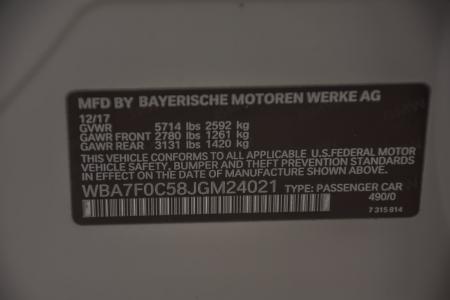 MFD BY BAYERISCHE MOTOREN WERKE AG
12/17
GVWR 5714 lbs 2592 kg
GAWR FRONT 2780 lbs 1261 kg
GAWR REAR 3131 lbs 1420 kg
THIS VEHICLE CONFORMS TO ALL APPLICABLE U.S.FEDERAL MOTOR
VEHICLE SAFETY, BUMPER, AND THEFT PREVENTION STANDARDS
IN EFFECT ON THE DATE OF MANUFACTURE SHOWN ABOVE.
WBA7F0C58JGM24021 TYPE: PASSENGER CAR
490/0
7 315 814